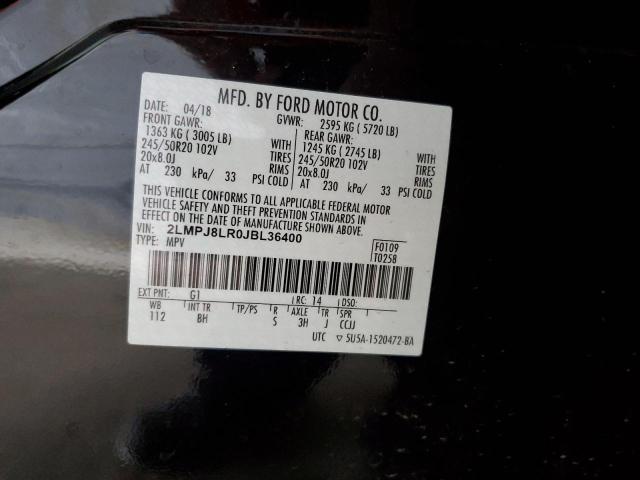 MFD. BY FORD MOTOR CO.
DATE: 04/18 GVWR: 2595 KG ( 5720 LB)
FRONT GAWR: REAR GAWR:
1363 KG ( 3005 LB) WITH 1245 KG ( 2745 LB) WITH
245/50R20 102V TIRES 245/50R20 102V TIRES
20x8.0J RIMS 20x8.0J RIMS
AT 230 kPa/ 33 PSI COLD AT 230 kPa/ 33 PSI COLD
THIS VEHICLE CONFORMS TO ALL APPLICABLE FEDERAL MOTOR
VEHICLE SAFETY AND THEFT PREVENTION STANDARDS IN
EFFECT ON THE DATE OF MANUFACTURE SHOWN ABOVE.
VIN: 2LMPJ8LR0JBL36400 F0109
TYPE: MPV T0258
EXT PNT: G1 RC: 14 DSO:
WB INT TR TP/PS R AXLE TR SPR
112 BH S 3H J CCJJ
UTC ▽ 5U5A-1520472-BA